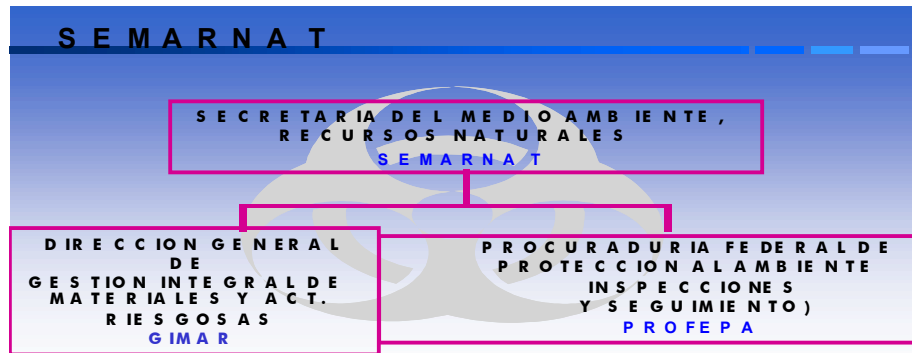 SEMARNAT
SECRETARIA DEL MEDIO AMBIENTE,
RECURSOS NATURALES
SEMARNAT
DIRECCION GENERAL
DE
GESTION INTEGRAL DE
MATERIALES Y ACT.
RIESGOSAS
GIMAR
PROCURADURIA FEDERAL DE
PROTECCION AL AMBIENTE
INSPECCIONES
Y SEGUIMIENTO)
PROFEPA